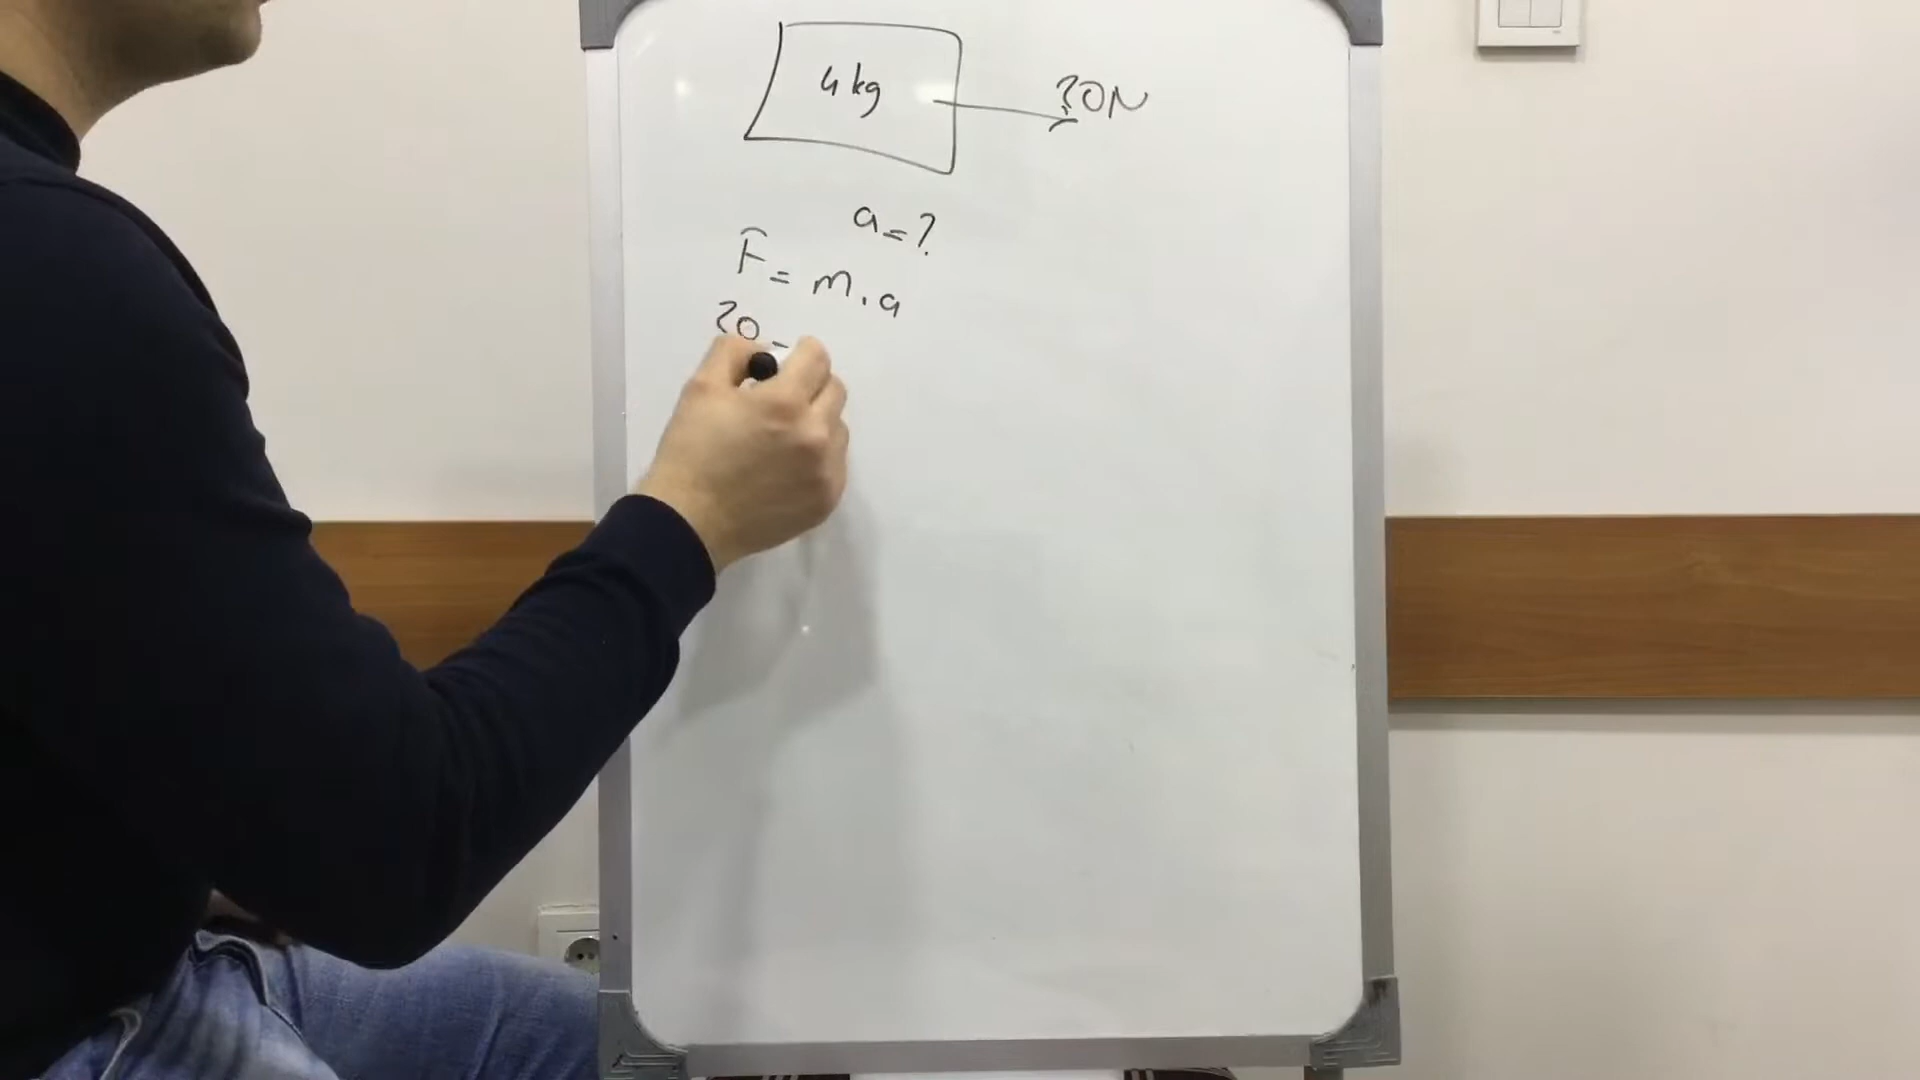 4 kg
20N
a = ?
F = m . a
20 =